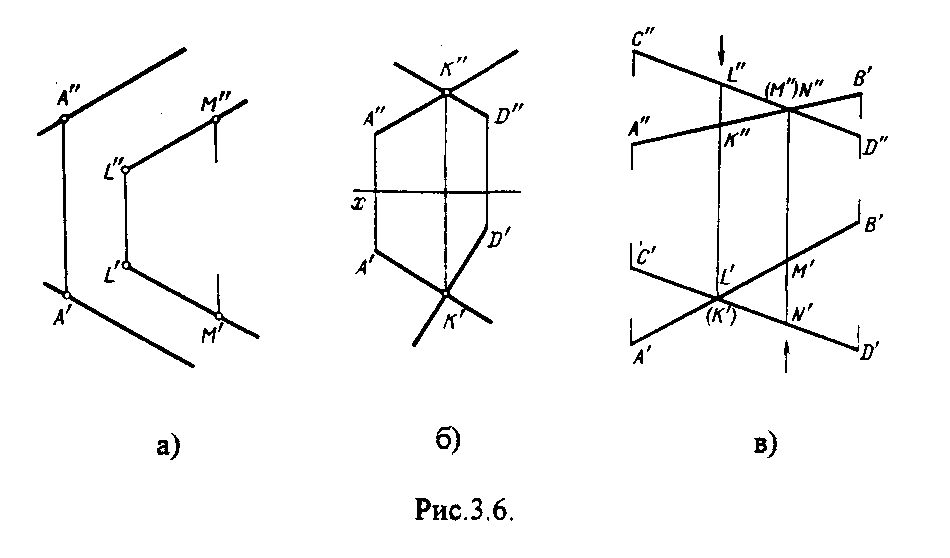 A″
M″
L″
L′
A′
M′
а)
K″
A″
D″
x
A′
D′
K′
б)
C″
L″
(M″)N″
B′
A″
K″
D″
C′
L′
B′
M′
(K′)
N′
A′
D′
в)
Рис.3.6.